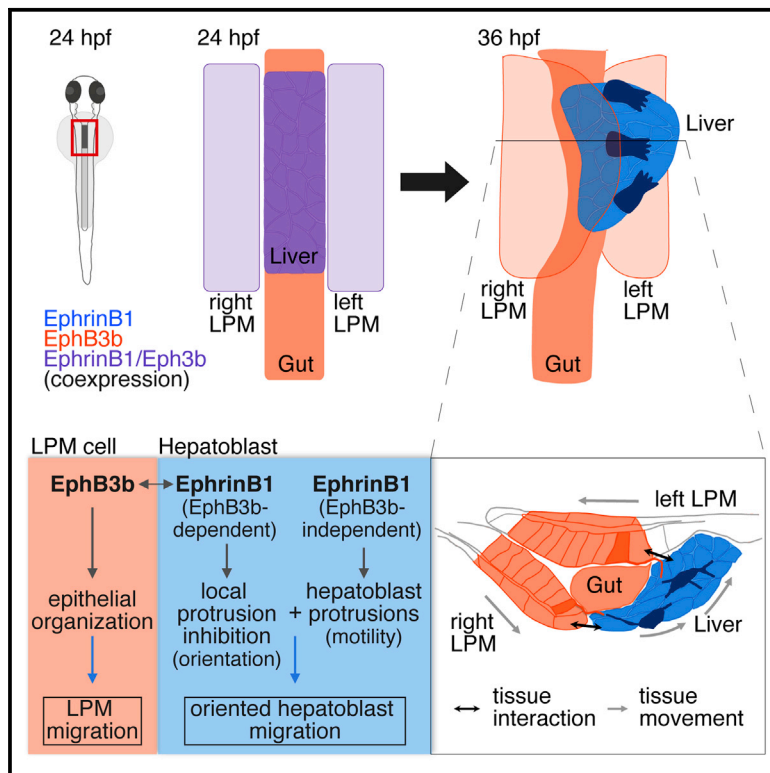 24 hpf
24 hpf
36 hpf
Liver
Liver
right
LPM
left
LPM
Gut
right
LPM
left
LPM
Gut
EphrinB1
EphB3b
EphrinB1/Eph3b
(coexpression)
LPM cell
Hepatoblast
EphB3b
EphrinB1
(EphB3b-
dependent)
EphrinB1
(EphB3b-
independent)
epithelial
organization
local
protrusion
inhibition
(orientation)
+
hepatoblast
protrusions
(motility)
LPM
migration
oriented hepatoblast
migration
left LPM
Gut
right
LPM
Liver
tissue
interaction
tissue
movement